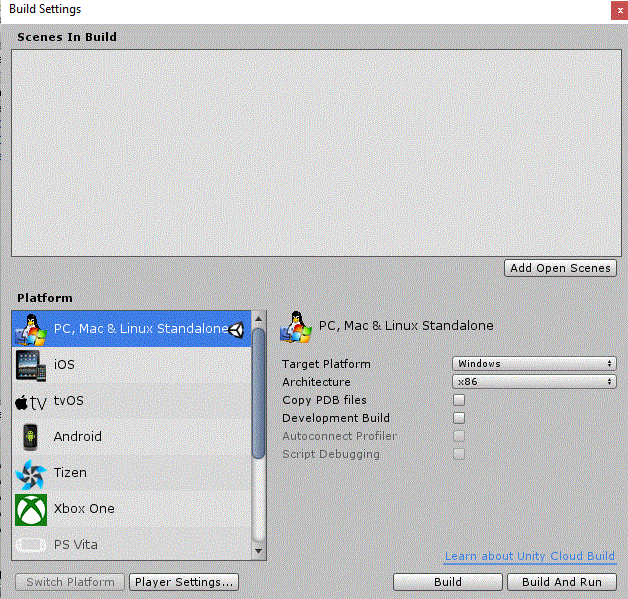 Build Settings
x
Scenes In Build
Add Open Scenes
Platform
PC, Mac & Linux Standalone
iOS
tv tvOS
Android
Tizen
Xbox One
PS Vita
PC, Mac & Linux Standalone
Target Platform Windows
Architecture x86
Copy PDB files
Development Build
Autoconnect Profiler
Script Debugging
Learn about Unity Cloud Build
Switch Platform Player Settings... Build Build And Run